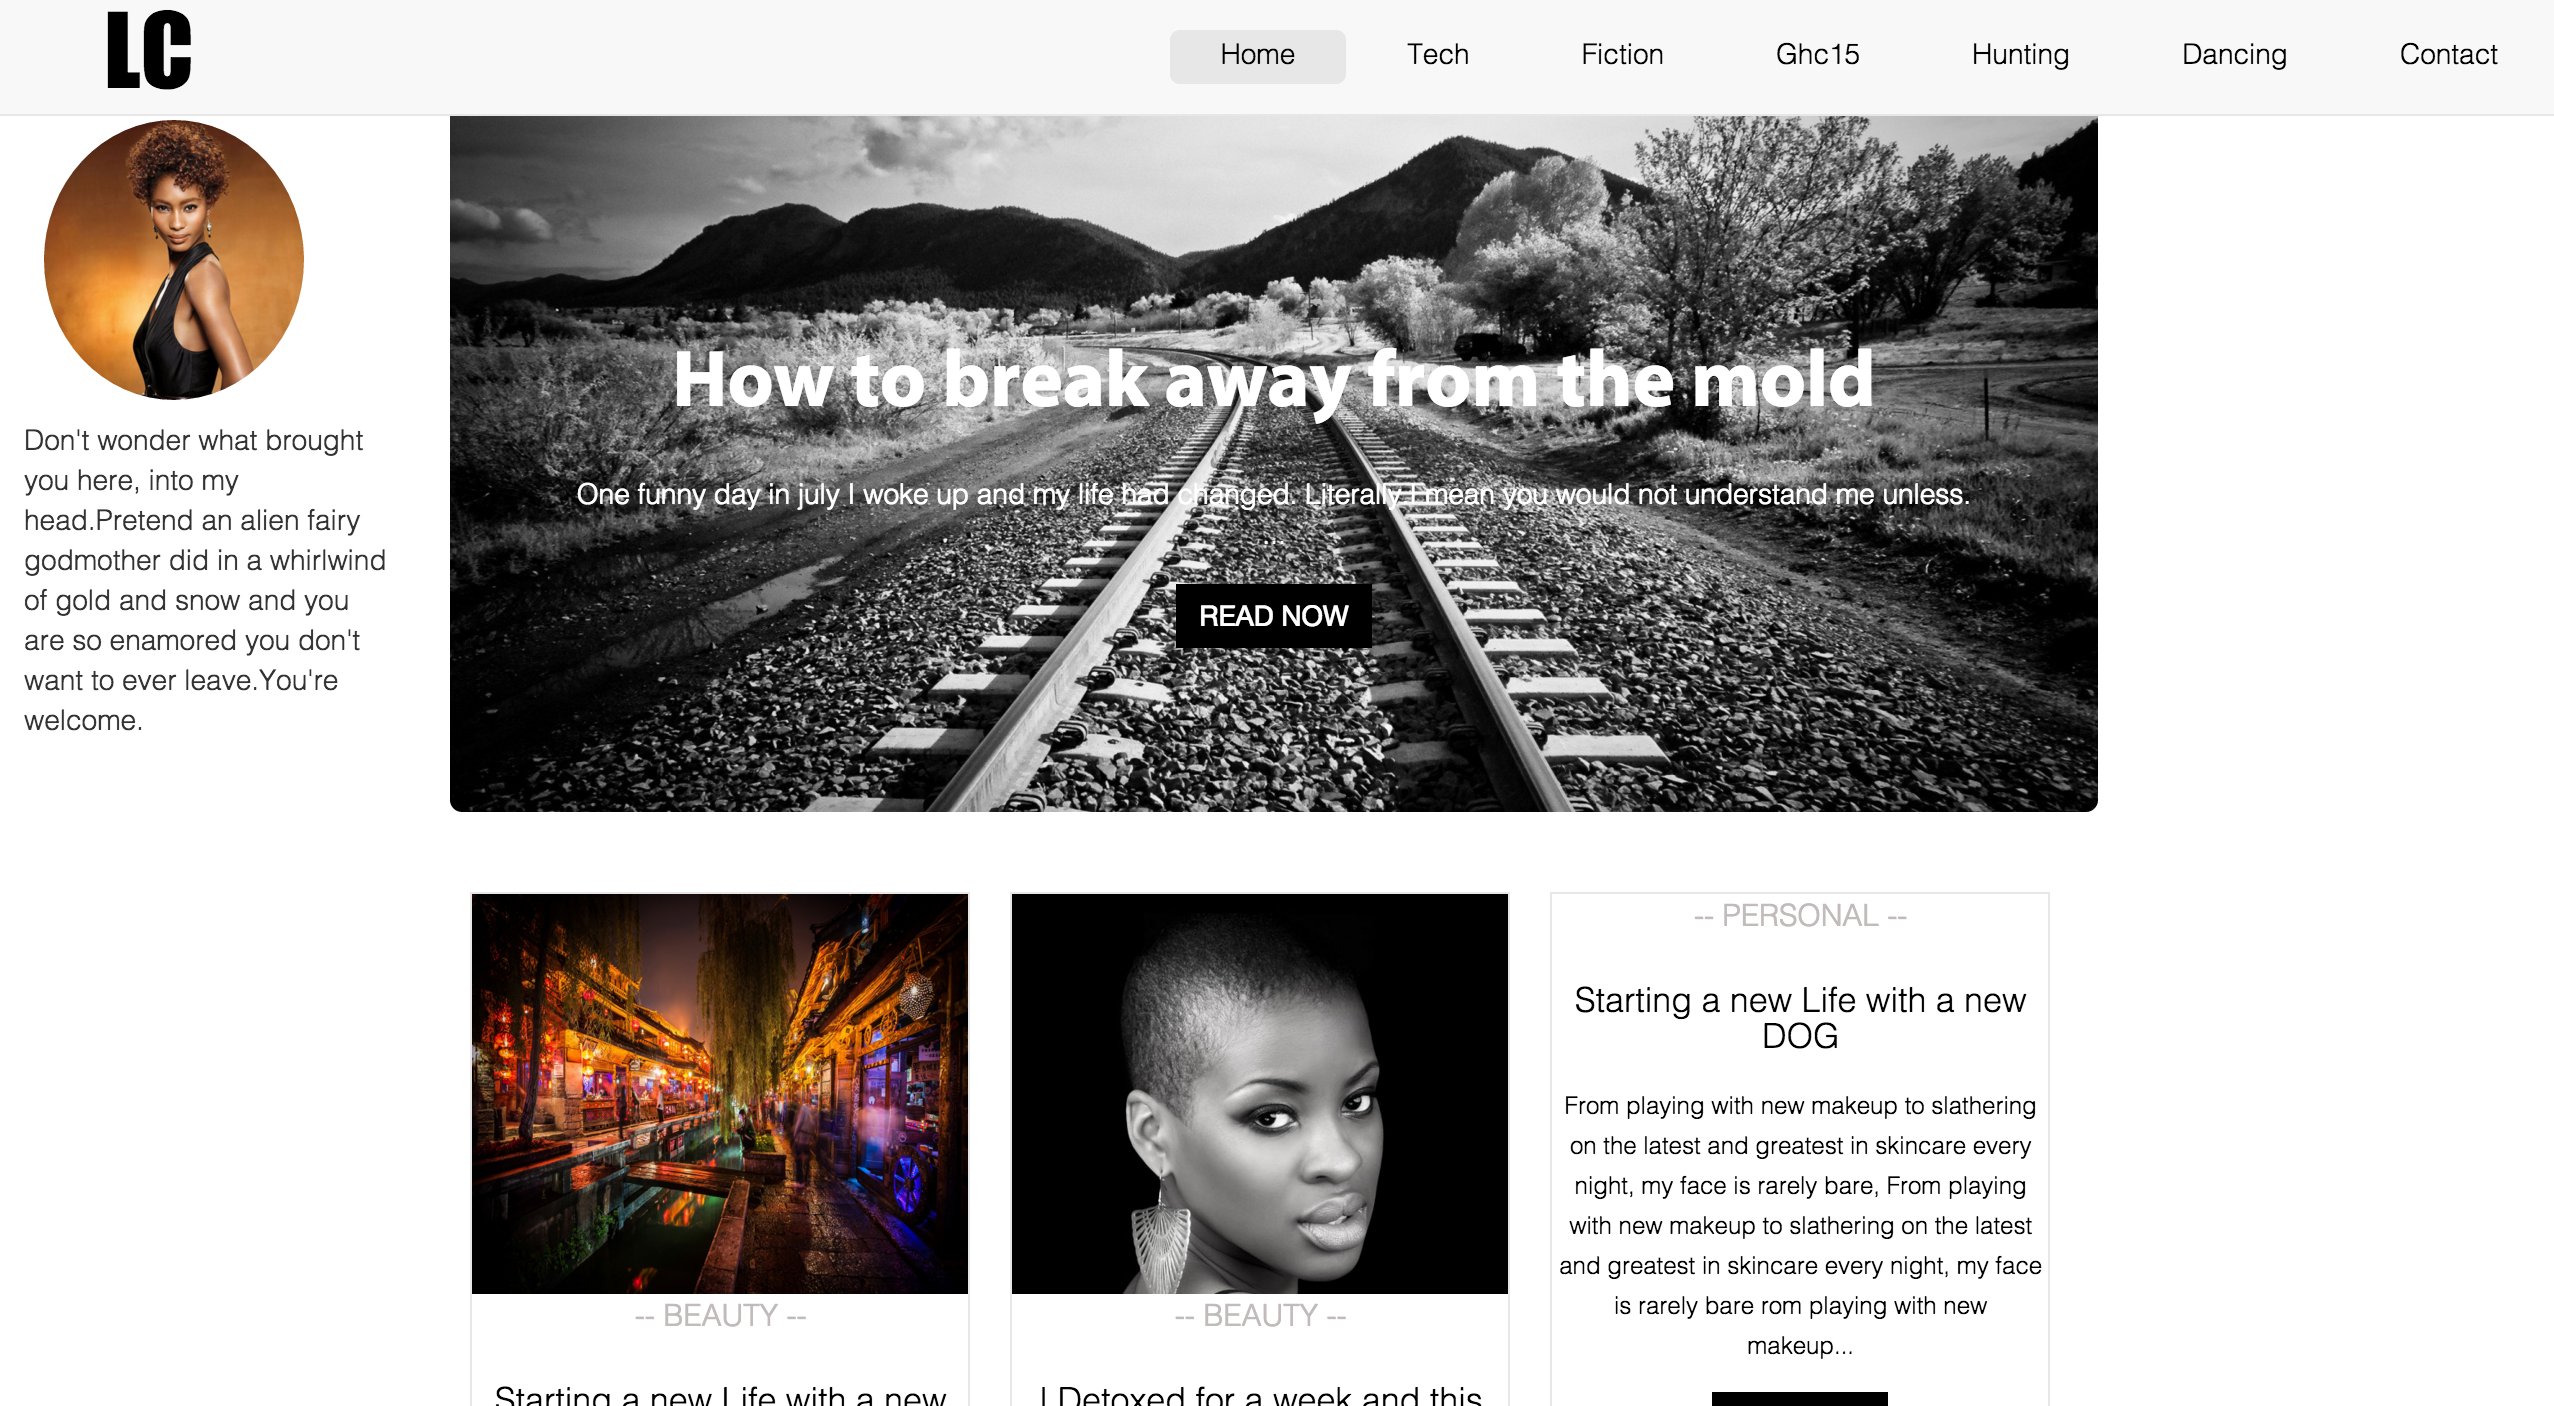 LC
Home
Tech
Fiction
Ghc15
Hunting
Dancing
Contact
Don't wonder what brought
you here, into my
head.Pretend an alien fairy
godmother did in a whirlwind
of gold and snow and you
are so enamored you don't
want to ever leave.You're
welcome.
How to break away from the mold
One funny day in july I woke up and my life had changed. Literally I mean you would not understand me unless.
READ NOW
-- BEAUTY --
Starting a new Life with a new
-- BEAUTY --
I Detoxed for a week and this
-- PERSONAL --
Starting a new Life with a new
DOG
From playing with new makeup to slathering
on the latest and greatest in skincare every
night, my face is rarely bare, From playing
with new makeup to slathering on the latest
and greatest in skincare every night, my face
is rarely bare rom playing with new
makeup...